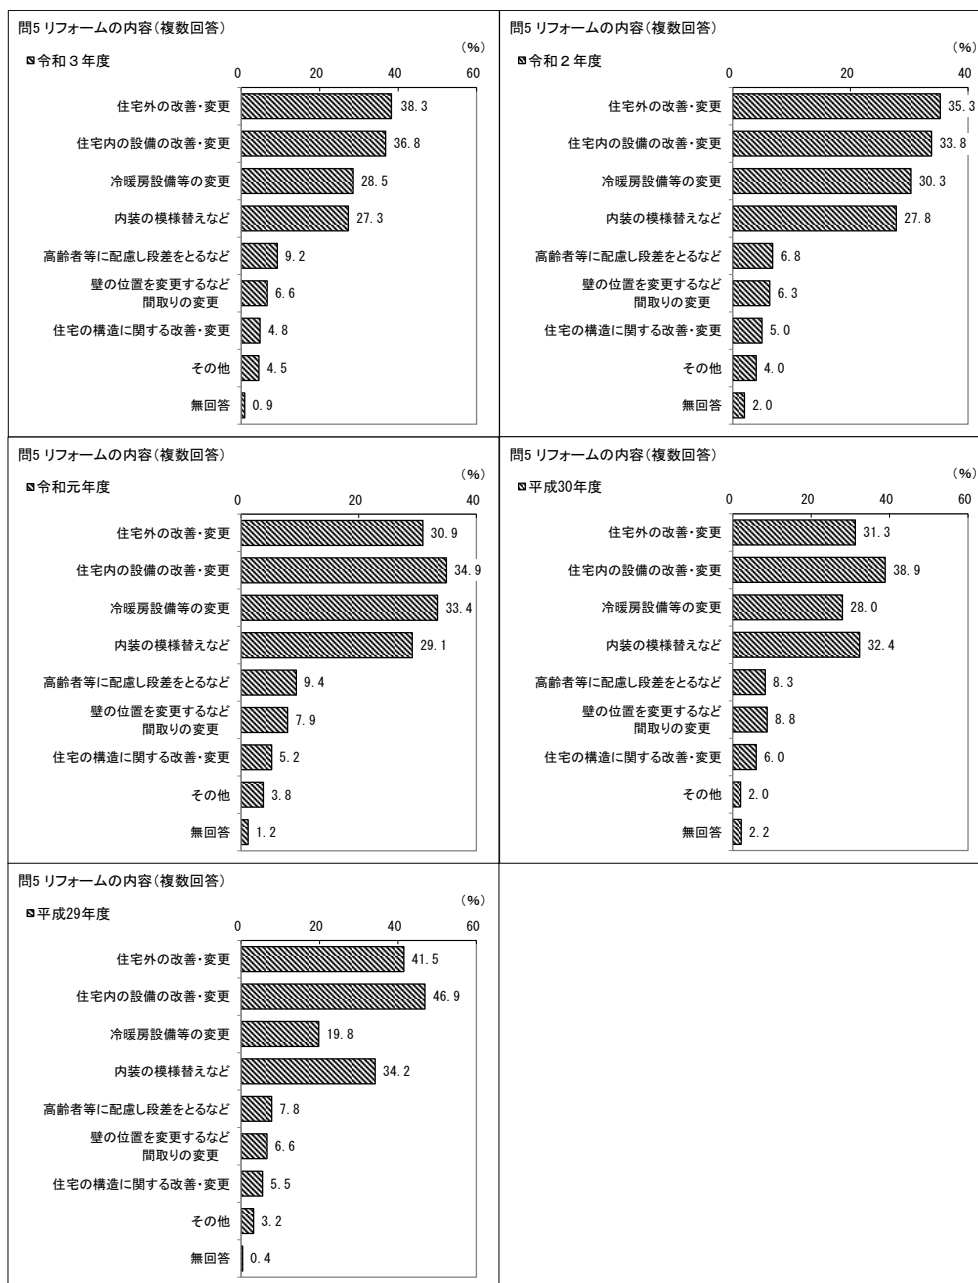 問5 リフォームの内容（複数回答）
（%）
令和３年度
0 20 40 60
住宅外の改善・変更 38.3
住宅内の設備の改善・変更 36.8
冷暖房設備等の変更 28.5
内装の模様替えなど 27.3
高齢者等に配慮し段差をとるなど 9.2
壁の位置を変更するなど
間取りの変更 6.6
住宅の構造に関する改善・変更 4.8
その他 4.5
無回答 0.9
問5 リフォームの内容（複数回答）
（%）
令和２年度
0 20 40
住宅外の改善・変更 35.3
住宅内の設備の改善・変更 33.8
冷暖房設備等の変更 30.3
内装の模様替えなど 27.8
高齢者等に配慮し段差をとるなど 6.8
壁の位置を変更するなど
間取りの変更 6.3
住宅の構造に関する改善・変更 5.0
その他 4.0
無回答 2.0
問5 リフォームの内容（複数回答）
（%）
令和元年度
0 20 40
住宅外の改善・変更 30.9
住宅内の設備の改善・変更 34.9
冷暖房設備等の変更 33.4
内装の模様替えなど 29.1
高齢者等に配慮し段差をとるなど 9.4
壁の位置を変更するなど
間取りの変更 7.9
住宅の構造に関する改善・変更 5.2
その他 3.8
無回答 1.2
問5 リフォームの内容（複数回答）
（%）
平成30年度
0 20 40 60
住宅外の改善・変更 31.3
住宅内の設備の改善・変更 38.9
冷暖房設備等の変更 28.0
内装の模様替えなど 32.4
高齢者等に配慮し段差をとるなど 8.3
壁の位置を変更するなど
間取りの変更 8.8
住宅の構造に関する改善・変更 6.0
その他 2.0
無回答 2.2
問5 リフォームの内容（複数回答）
（%）
平成29年度
0 20 40 60
住宅外の改善・変更 41.5
住宅内の設備の改善・変更 46.9
冷暖房設備等の変更 19.8
内装の模様替えなど 34.2
高齢者等に配慮し段差をとるなど 7.8
壁の位置を変更するなど
間取りの変更 6.6
住宅の構造に関する改善・変更 5.5
その他 3.2
無回答 0.4